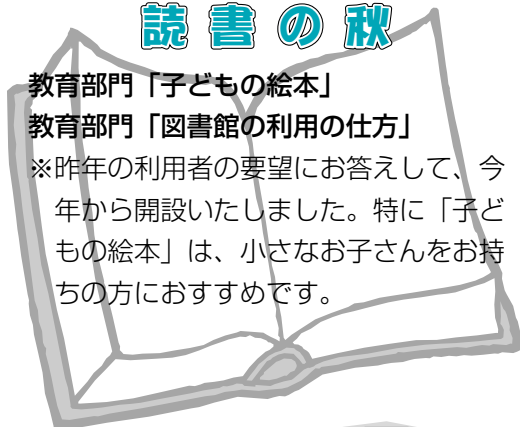 読書の秋
教育部門「子どもの絵本」
教育部門「図書館の利用の仕方」
※昨年の利用者の要望にお答えして、今
年から開設いたしました。特に「子ど
もの絵本」は、小さなお子さんをお持
ちの方におすすめです。